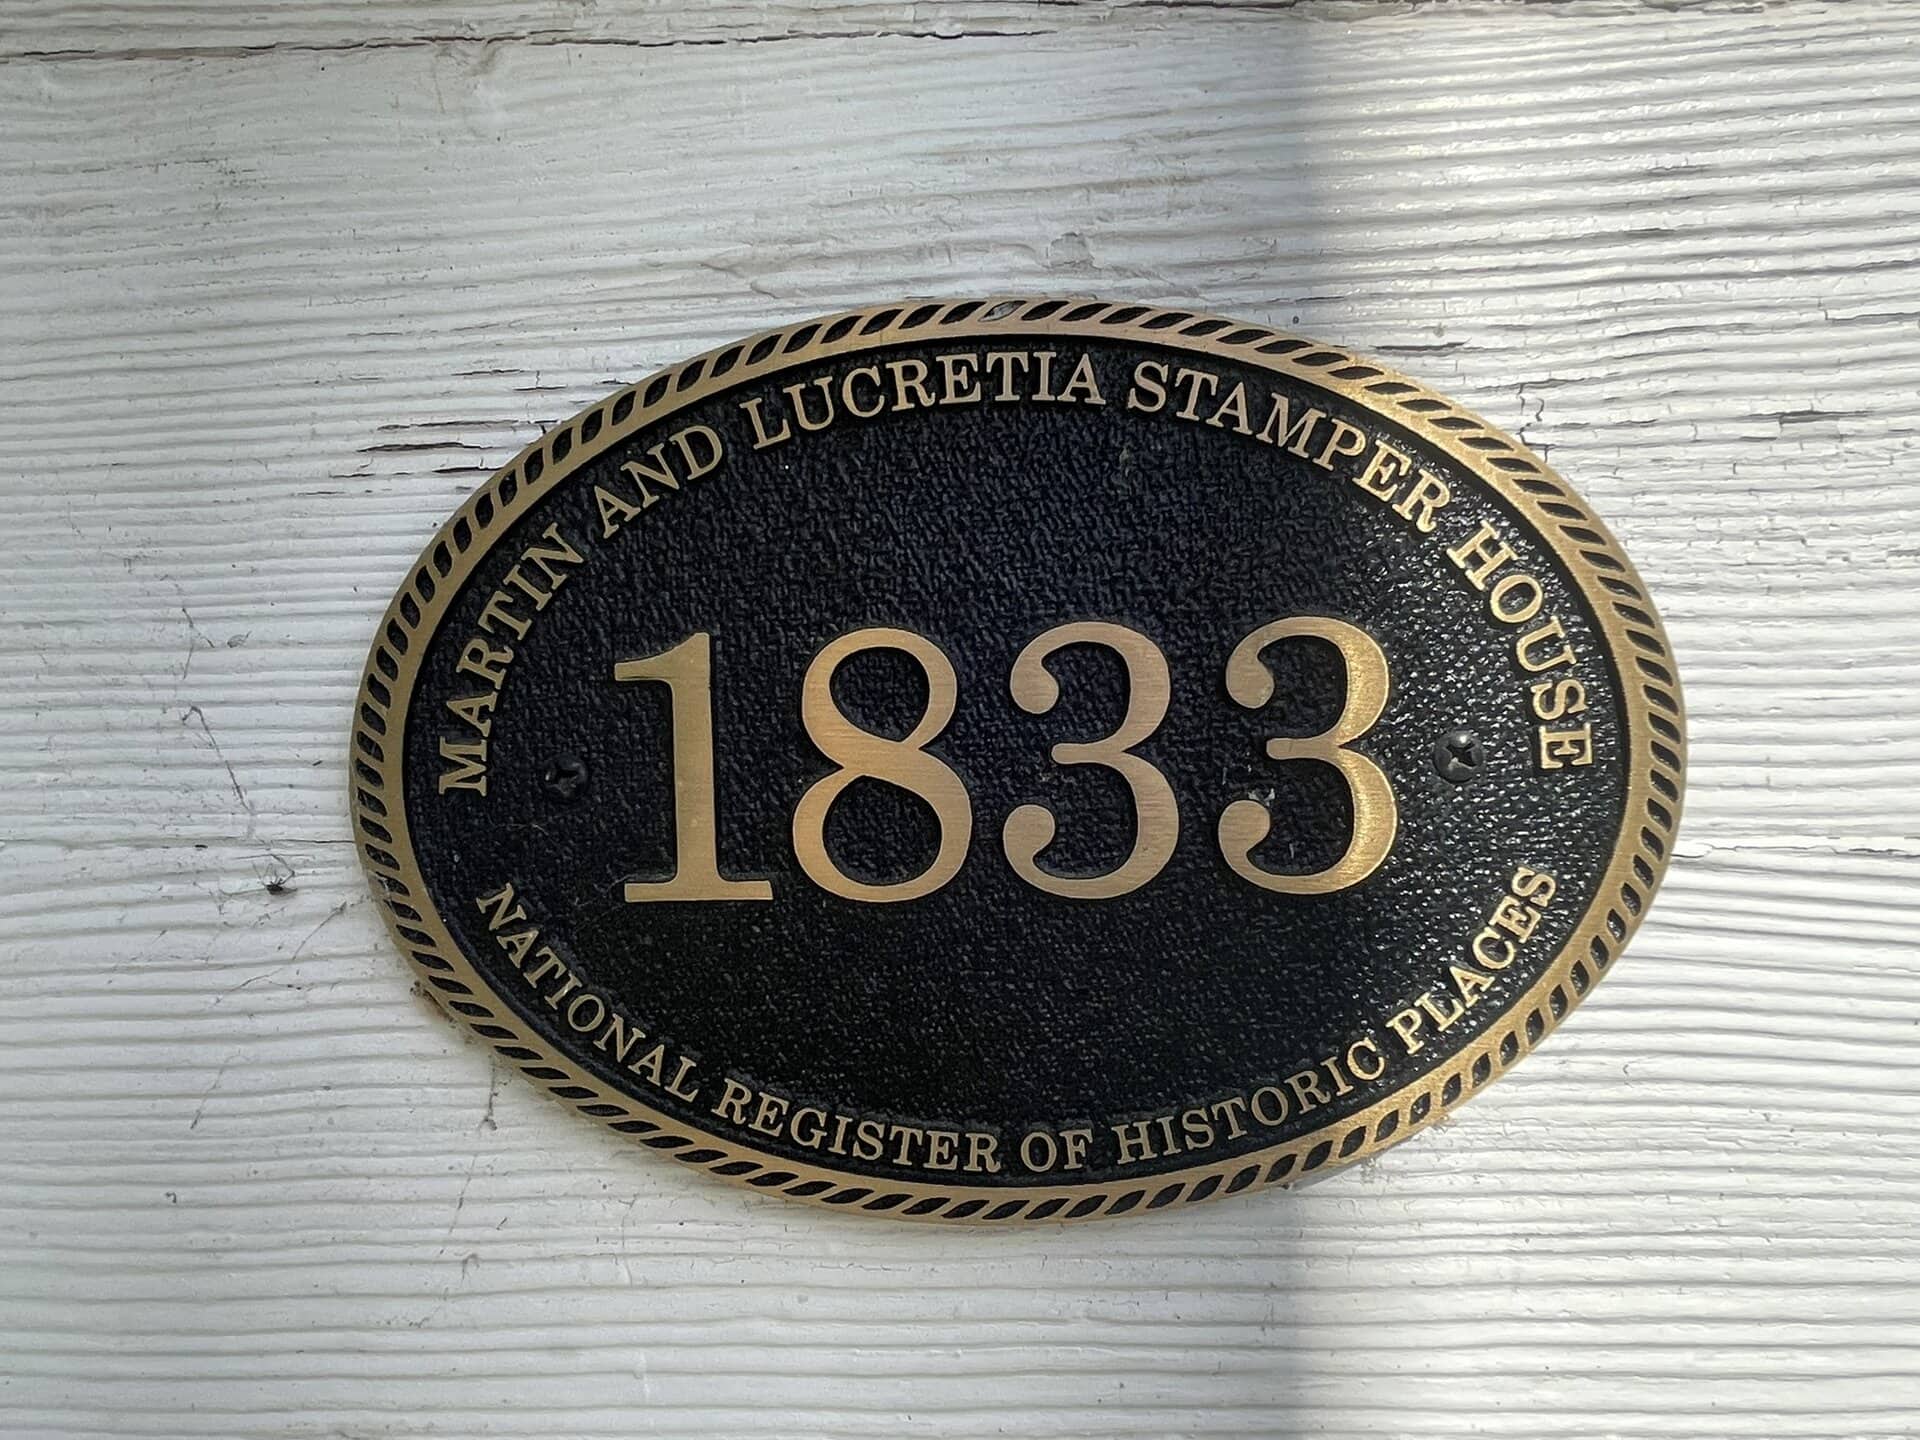 MARTIN AND LUCRETIA STAMPER HOUSE
1833
NATIONAL REGISTER OF HISTORIC PLACES